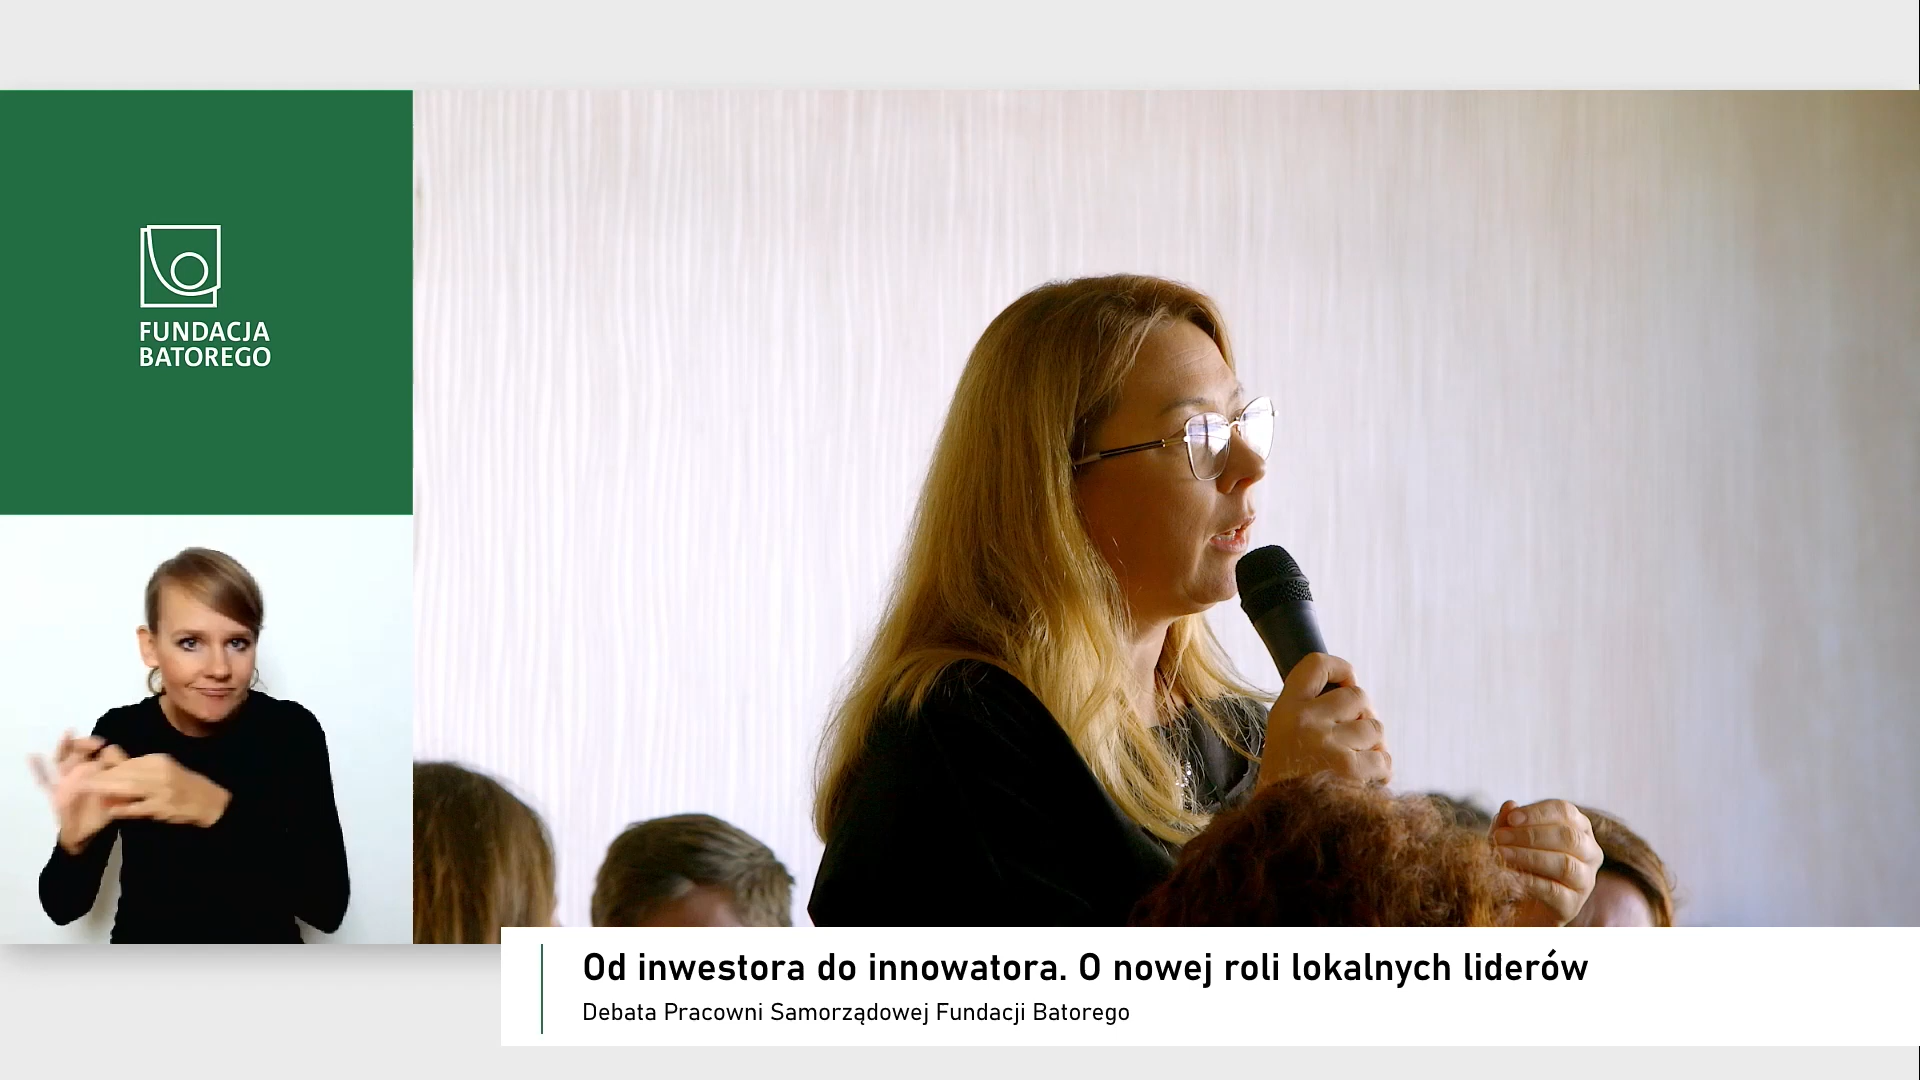 FUNDACJA
BATOREGO
Od inwestora do innowatora. O nowej roli lokalnych liderów
Debata Pracowni Samorządowej Fundacji Batorego